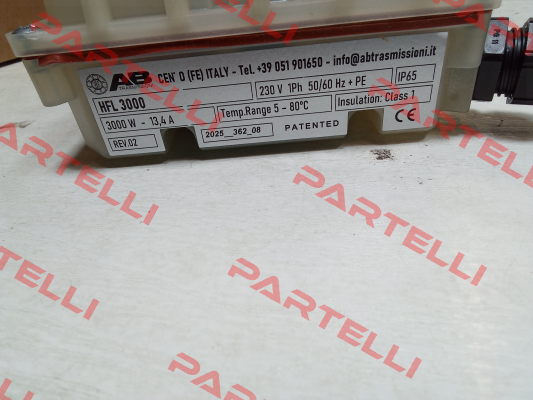 AB CEN O (FE) ITALY - Tel. +39 051 901650 - info@abtrasmissioni.it
HFL 3000
230 V 1Ph 50/60 Hz + PE
IP65
3000 W - 13,4 A
Temp.Range 5 - 80°C
Insulation: Class 1
REV.02
2025__362_08
PATENTED
CE
PARTELLI
PARTELLI
PARTELLI
PARTELLI
PARTELLI
PARTELLI